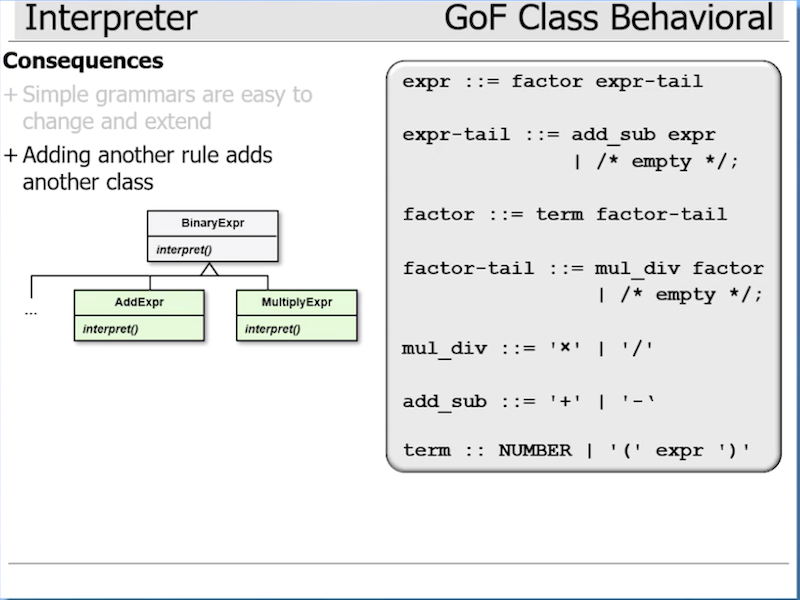 Interpreter
GoF Class Behavioral
Consequences
+ Simple grammars are easy to
change and extend
+ Adding another rule adds
another class
BinaryExpr
interpret()
...
AddExpr
interpret()
MultiplyExpr
interpret()
expr ::= factor expr-tail
expr-tail ::= add_sub expr
| /* empty */;
factor ::= term factor-tail
factor-tail ::= mul_div factor
| /* empty */;
mul_div ::= '×' | '/'
add_sub ::= '+' | '-‘
term :: NUMBER | '(' expr ')'